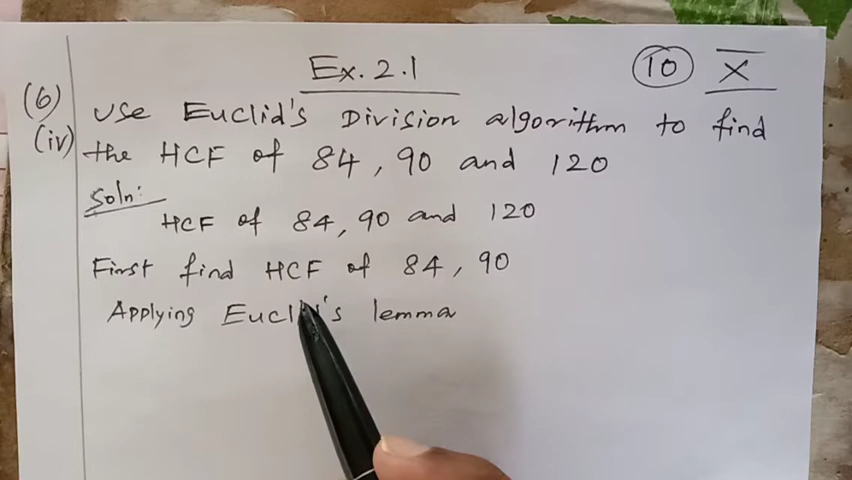 Ex. 2.1
10 X
(6) Use Euclid's Division algorithm to find
(iv) the HCF of 84, 90 and 120
Soln:
HCF of 84, 90 and 120
First find HCF of 84, 90
Applying Euclid's lemma